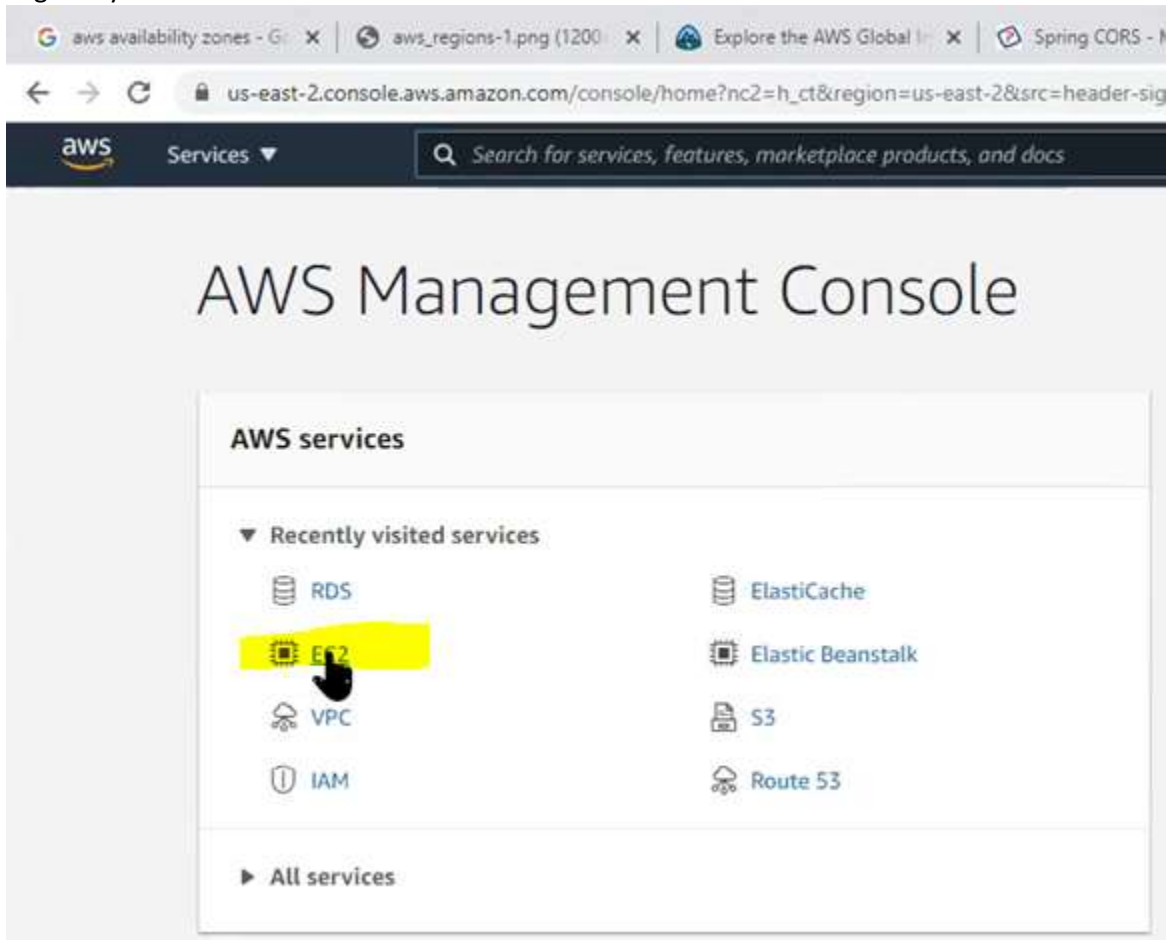 aws availability zones - G
aws_regions-1.png (1200
Explore the AWS Global
Spring CORS -
us-east-2.console.aws.amazon.com/console/home?nc2=h_ct&region=us-east-2&src=header-sig
aws
Services ▼
Search for services, features, marketplace products, and docs
AWS Management Console
AWS services
▼ Recently visited services
RDS
ElastiCache
EC2
Elastic Beanstalk
VPC
S3
IAM
Route 53
▶ All services